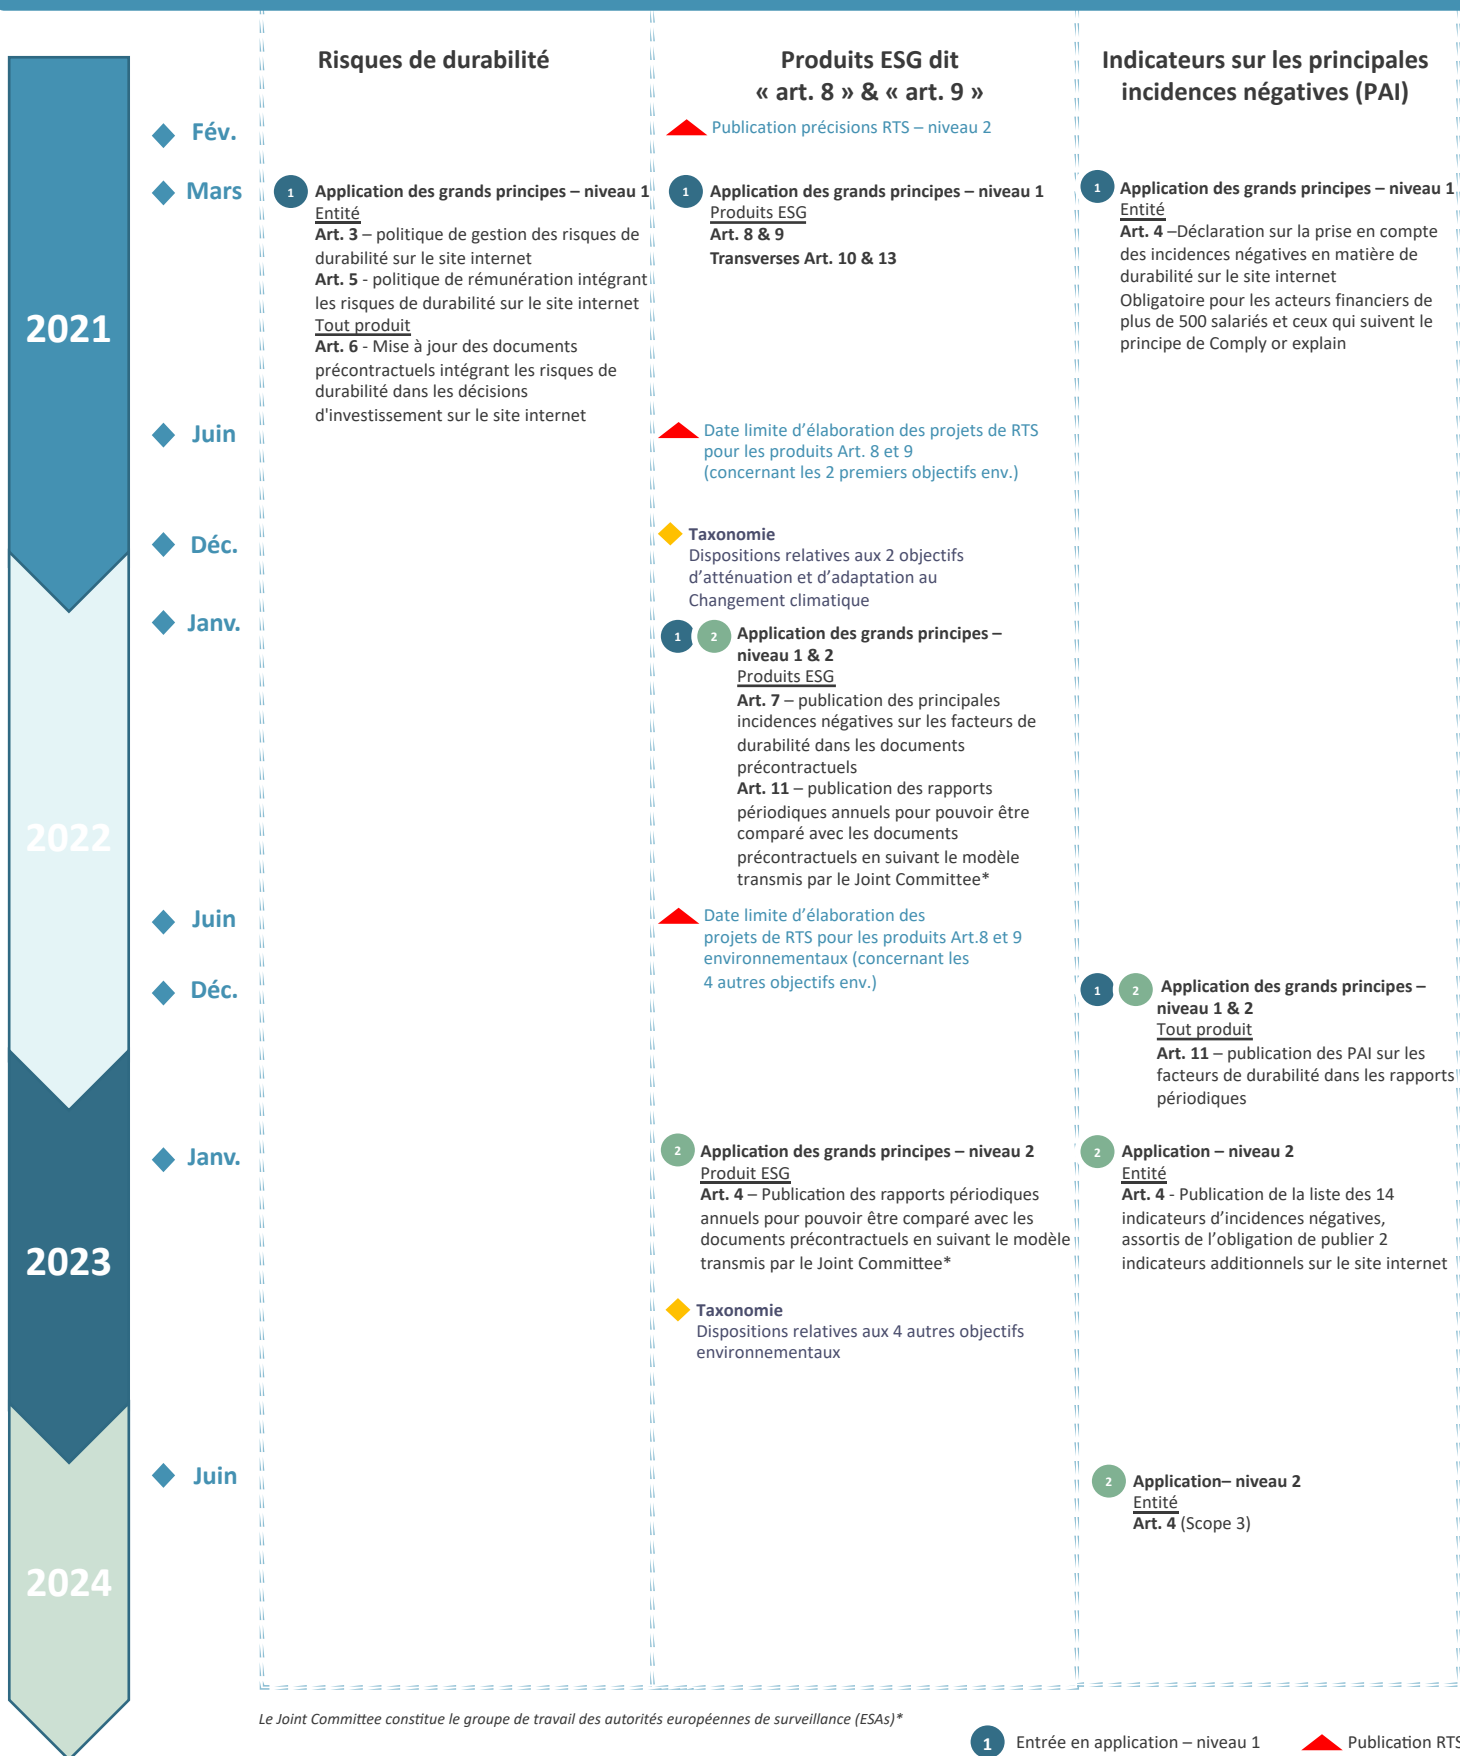 Risques de durabilité
Produits ESG dit
« art. 8 » & « art. 9 »
Indicateurs sur les principales
incidences négatives (PAI)
2021
Fév.
Publication précisions RTS – niveau 2
Mars
1
Application des grands principes – niveau 1
Entité
Art. 3 – politique de gestion des risques de
durabilité sur le site internet
Art. 5 - politique de rémunération intégrant
les risques de durabilité sur le site internet
Tout produit
Art. 6 - Mise à jour des documents
précontractuels intégrant les risques de
durabilité dans les décisions
d'investissement sur le site internet
1
Application des grands principes – niveau 1
Produits ESG
Art. 8 & 9
Transverses Art. 10 & 13
1
Application des grands principes – niveau 1
Entité
Art. 4 –Déclaration sur la prise en compte
des incidences négatives en matière de
durabilité sur le site internet
Obligatoire pour les acteurs financiers de
plus de 500 salariés et ceux qui suivent le
principe de Comply or explain
Juin
Date limite d’élaboration des projets de RTS
pour les produits Art. 8 et 9
(concernant les 2 premiers objectifs env.)
Déc.
Taxonomie
Dispositions relatives aux 2 objectifs
d’atténuation et d’adaptation au
Changement climatique
2022
Janv.
1
2
Application des grands principes –
niveau 1 & 2
Produits ESG
Art. 7 – publication des principales
incidences négatives sur les facteurs de
durabilité dans les documents
précontractuels
Art. 11 – publication des rapports
périodiques annuels pour pouvoir être
comparé avec les documents
précontractuels en suivant le modèle
transmis par le Joint Committee*
Juin
Date limite d’élaboration des
projets de RTS pour les produits Art.8 et 9
environnementaux (concernant les
4 autres objectifs env.)
Déc.
1
2
Application des grands principes –
niveau 1 & 2
Tout produit
Art. 11 – publication des PAI sur les
facteurs de durabilité dans les rapports
périodiques
2023
Janv.
2
Application des grands principes – niveau 2
Produit ESG
Art. 4 – Publication des rapports périodiques
annuels pour pouvoir être comparé avec les
documents précontractuels en suivant le modèle
transmis par le Joint Committee*
Taxonomie
Dispositions relatives aux 4 autres objectifs
environnementaux
2
Application – niveau 2
Entité
Art. 4 - Publication de la liste des 14
indicateurs d’incidences négatives,
assortis de l’obligation de publier 2
indicateurs additionnels sur le site internet
2024
Juin
2
Application– niveau 2
Entité
Art. 4 (Scope 3)
Le Joint Committee constitue le groupe de travail des autorités européennes de surveillance (ESAs)*
1
Entrée en application – niveau 1
Publication RTS